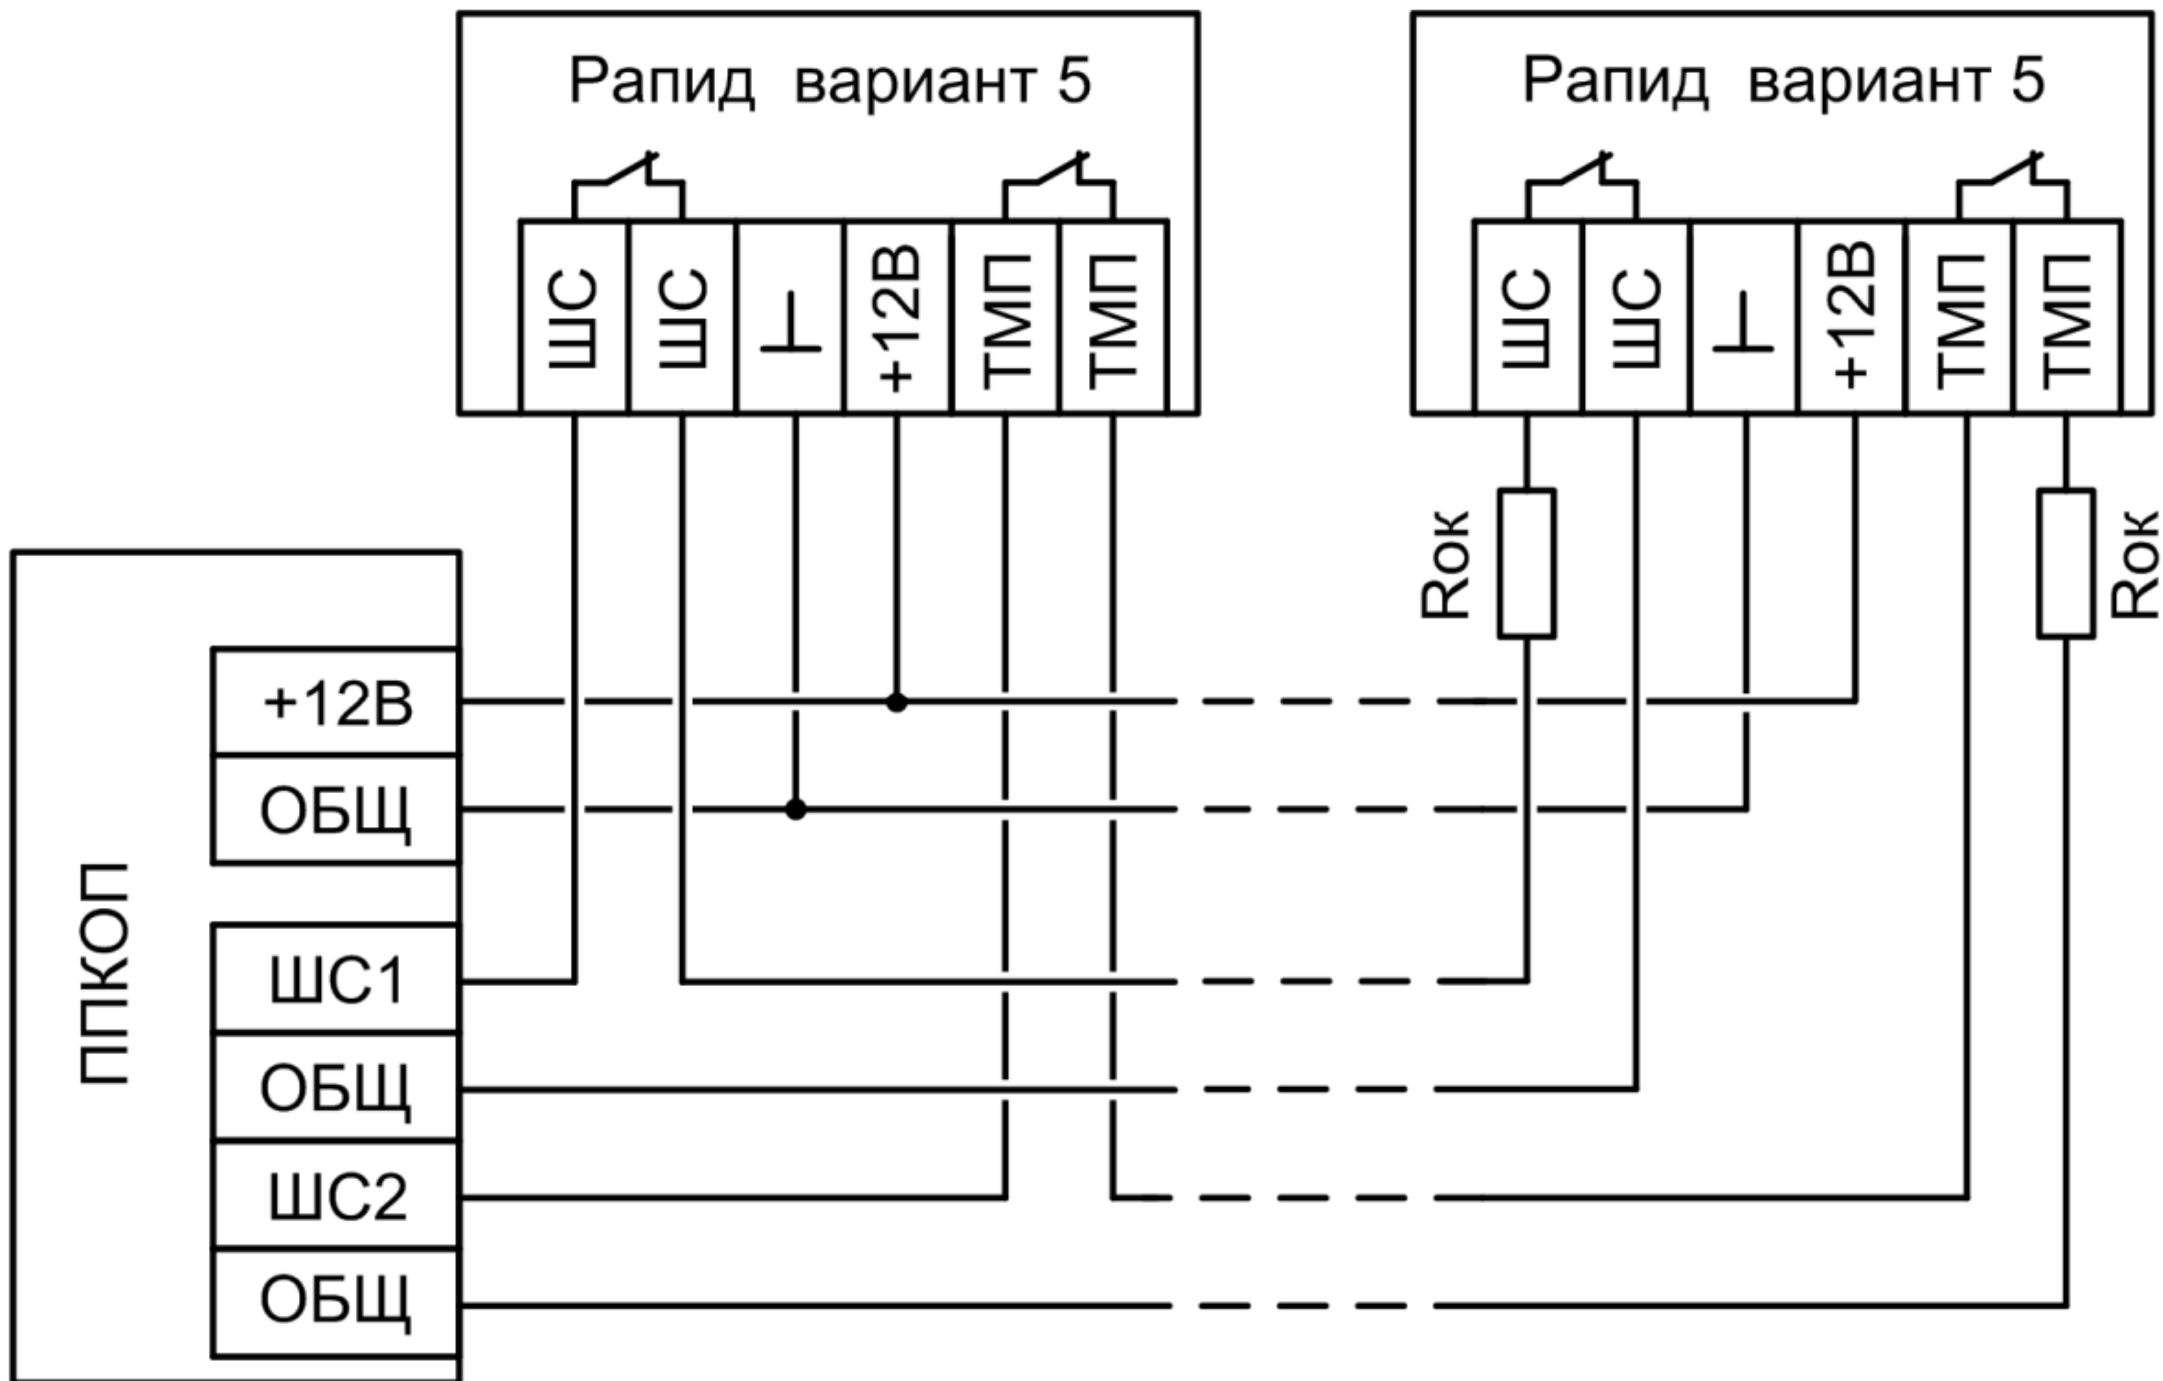 Рапид вариант 5
ШС
ШС
+12В
ТМП
ТМП
Рапид вариант 5
ШС
ШС
+12В
ТМП
ТМП
Rок
Rок
ППКОП
+12В
ОБЩ
ШС1
ОБЩ
ШС2
ОБЩ